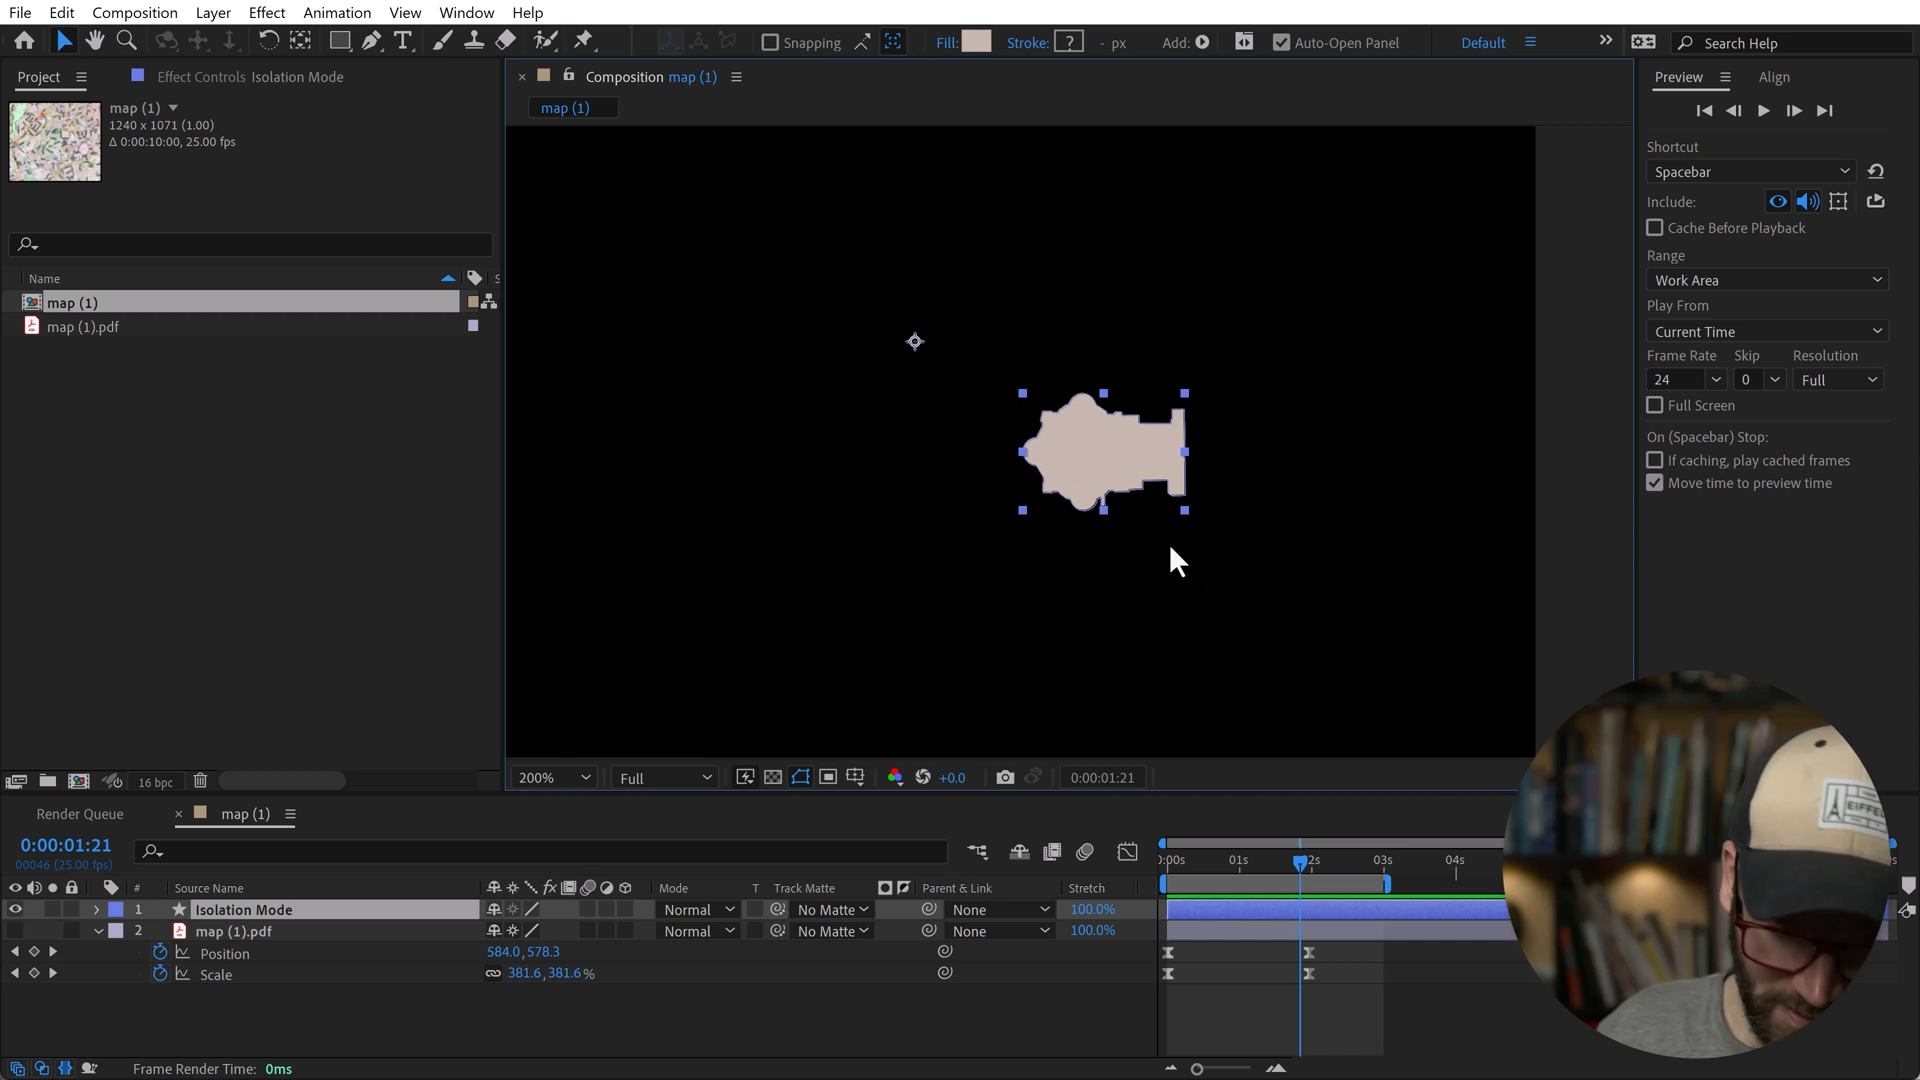 File Edit Composition Layer Effect Animation View Window Help
Snapping
Fill: Stroke: ? - px Add: Auto-Open Panel
Default
Search Help
Project Effect Controls Isolation Mode
Composition map (1)
Preview Align
map (1)
1240 x 1071 (1.00)
Δ 0:00:10:00, 25.00 fps
map (1)
Shortcut
Spacebar
Include:
Cache Before Playback
Range
Work Area
Play From
Current Time
Frame Rate Skip Resolution
24 0 Full
Full Screen
On (Spacebar) Stop:
If caching, play cached frames
Move time to preview time
Name S
map (1)
map (1).pdf
16 bpc
200% Full +0.0 0:00:01:21
Render Queue map (1)
0:00:01:21
00046 (25.00 fps)
):00s 01s 02s 03s 04s
# Source Name Mode T Track Matte Parent & Link Stretch
1 Isolation Mode Normal No Matte None 100.0%
2 map (1).pdf Normal No Matte None 100.0%
Position 584.0,578.3
Scale 381.6,381.6%
Frame Render Time: 0ms
EIFFEL